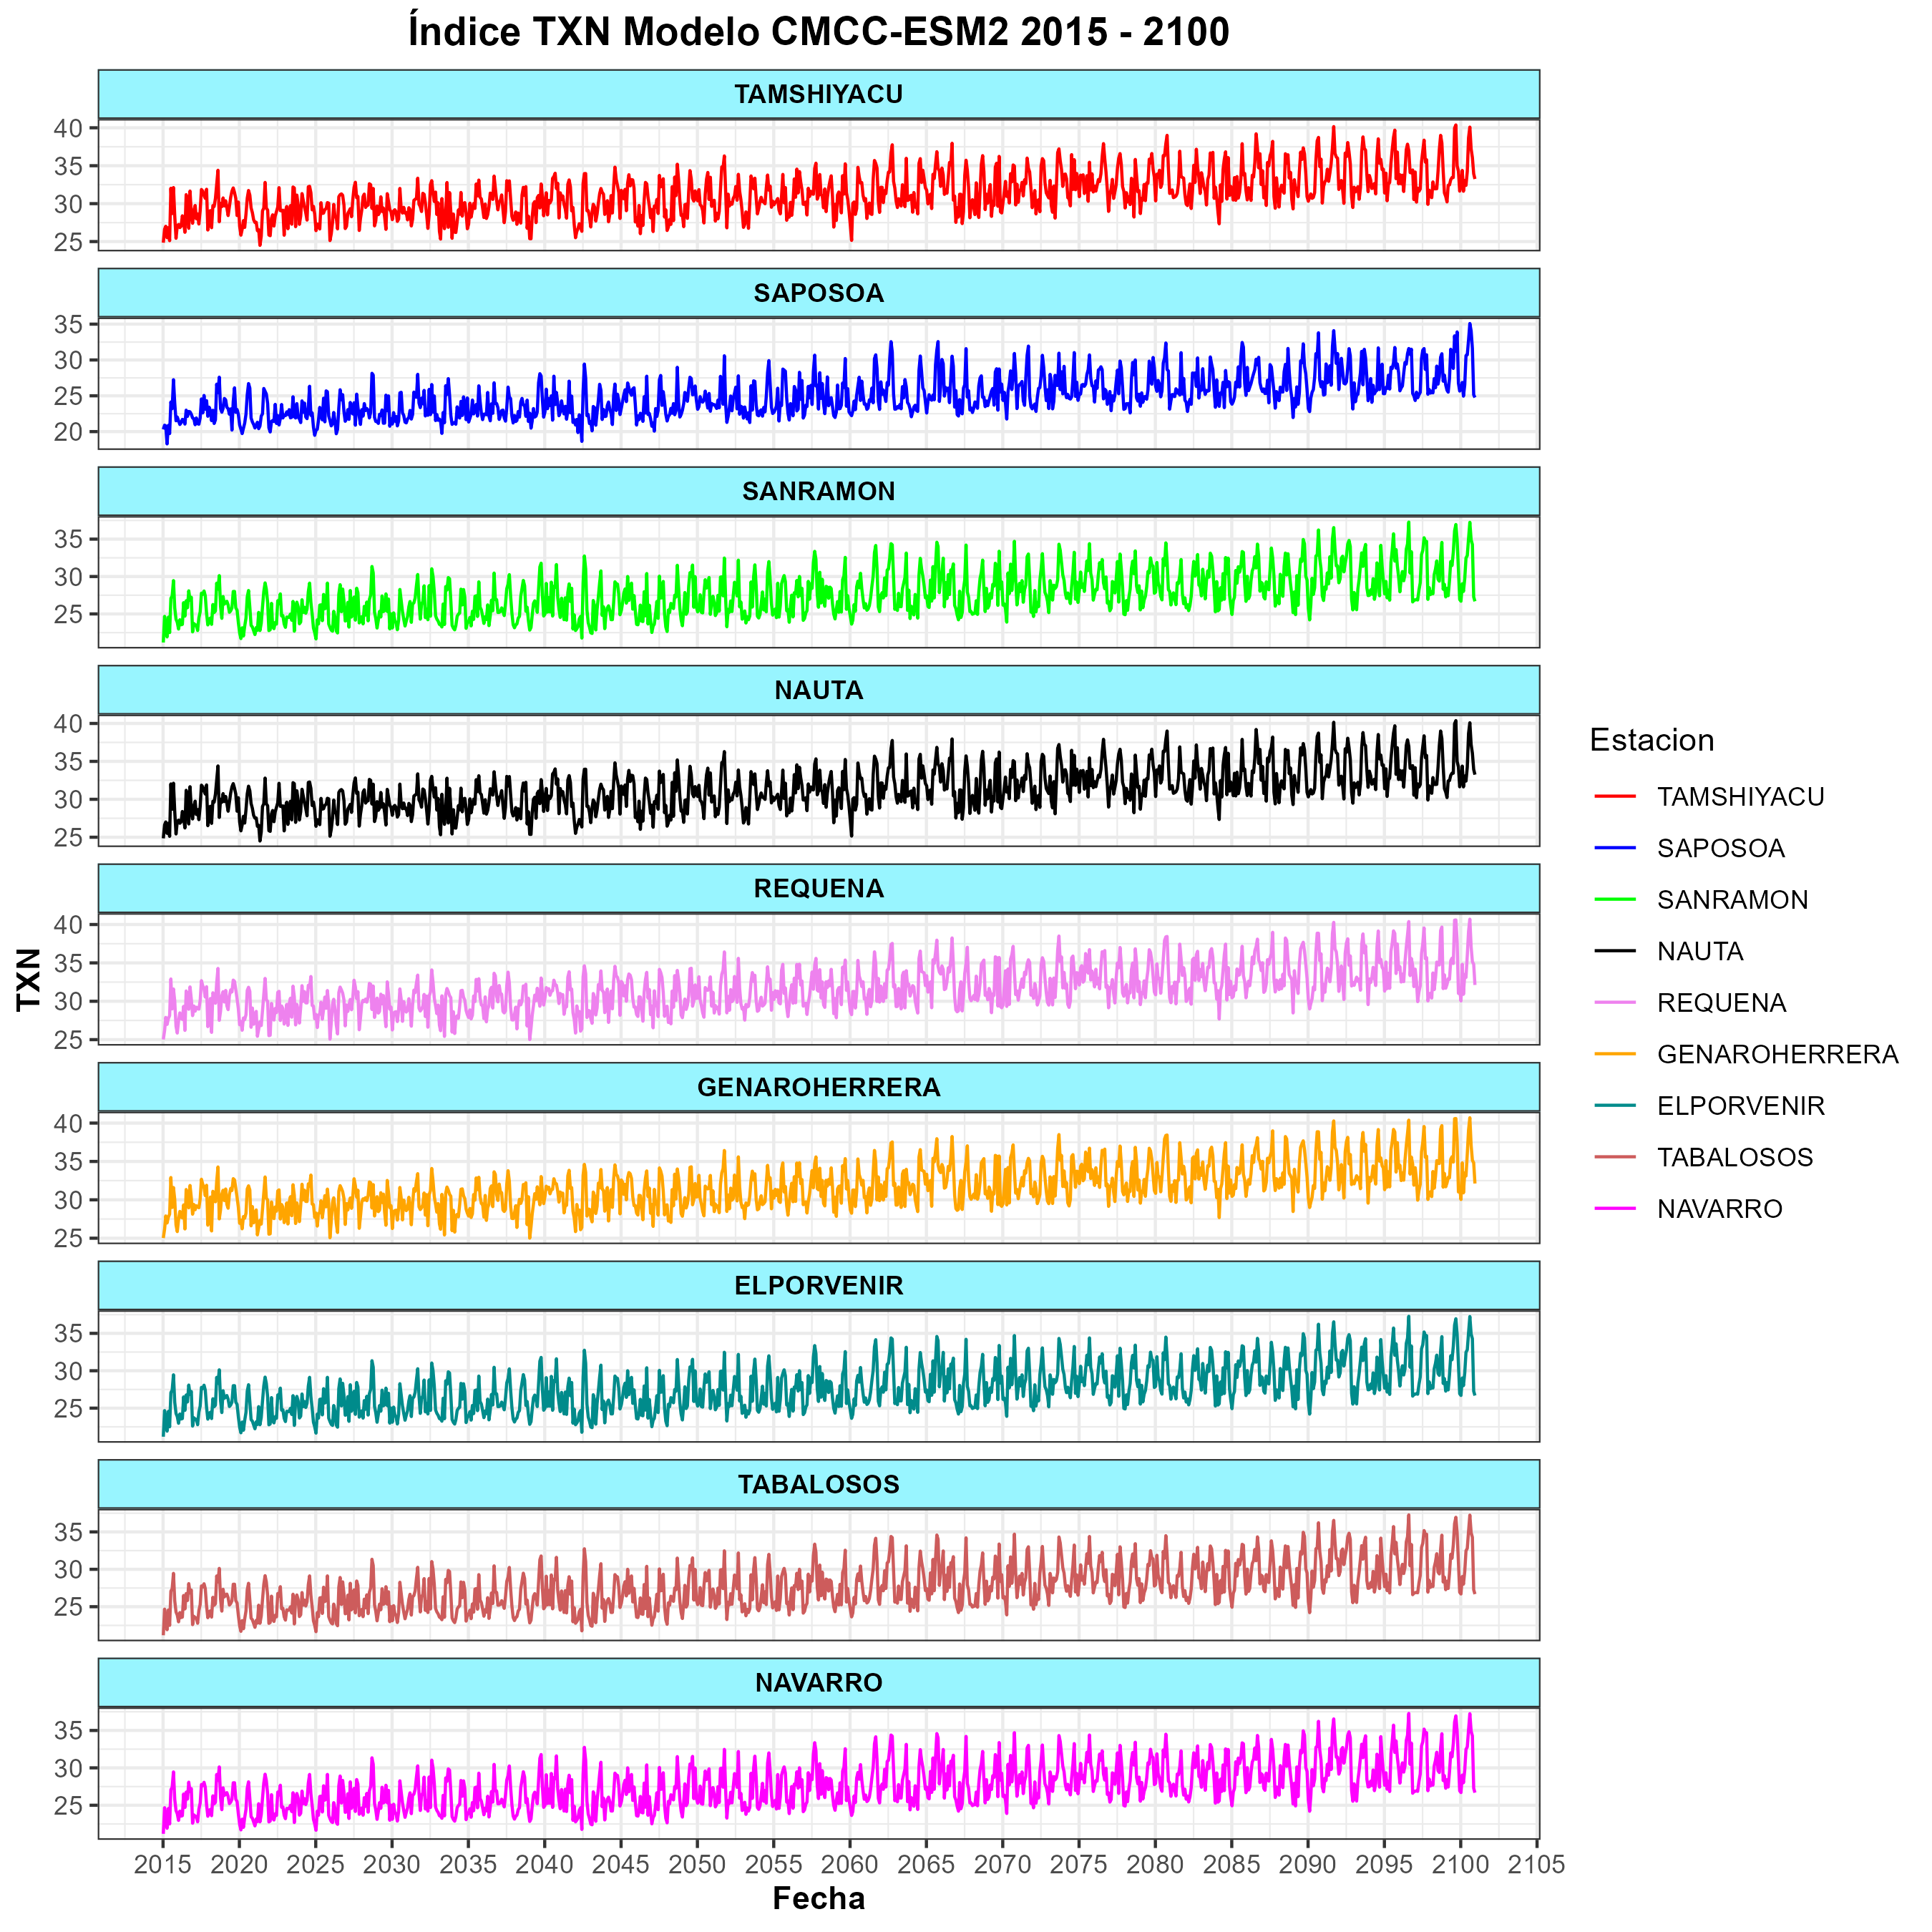 Índice TXN Modelo CMCC-ESM2 2015 - 2100
TAMSHIYACU
40
35
30
25
SAPOSOA
35
30
25
20
SANRAMON
35
30
25
NAUTA
40
35
30
25
REQUENA
40
35
30
25
GENAROHERRERA
40
35
30
25
ELPORVENIR
35
30
25
TABALOSOS
35
30
25
NAVARRO
35
30
25
2015 2020 2025 2030 2035 2040 2045 2050 2055 2060 2065 2070 2075 2080 2085 2090 2095 2100 2105
Fecha
TXN
Estacion
TAMSHIYACU
SAPOSOA
SANRAMON
NAUTA
REQUENA
GENAROHERRERA
ELPORVENIR
TABALOSOS
NAVARRO